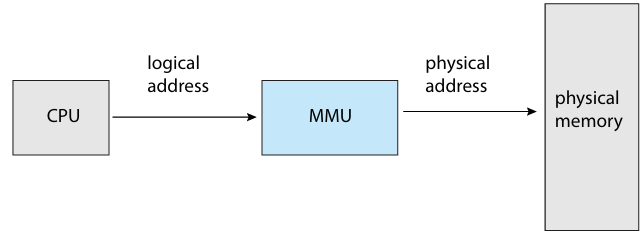 CPU
logical
address
MMU
physical
address
physical
memory